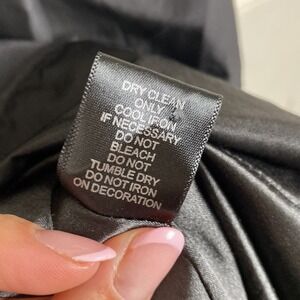 DRY CLEAN
ONLY
COOL IRON
IF NECESSARY
DO NOT
BLEACH
DO NOT
TUMBLE DRY
DO NOT IRON
ON DECORATION